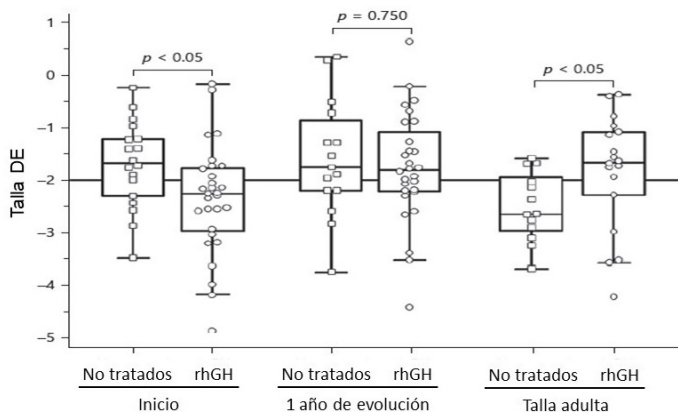 p < 0.05
p = 0.750
p < 0.05
Talla DE
1
0
−1
−2
−3
−4
−5
No tratados rhGH No tratados rhGH No tratados rhGH
Inicio 1 año de evolución Talla adulta